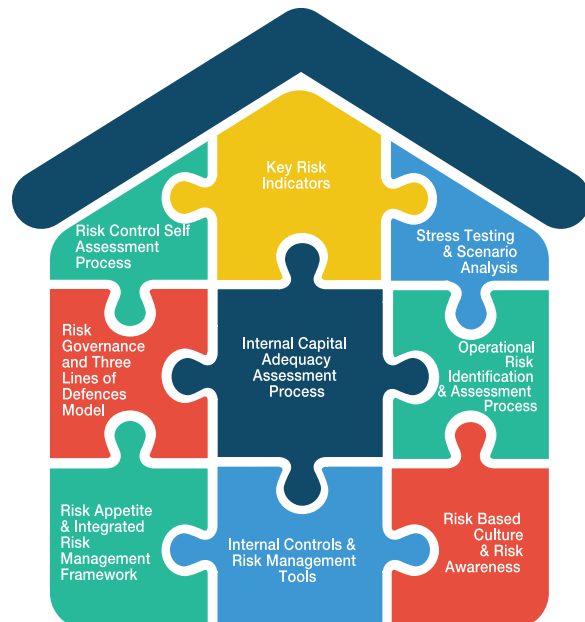 Key Risk
Indicators
Risk Control Self
Assessment
Process
Stress Testing
& Scenario
Analysis
Risk
Governance
and Three
Lines of
Defences
Model
Internal Capital
Adequacy
Assessment
Process
Operational
Risk
Identification
& Assessment
Process
Risk Appetite
& Integrated
Risk
Management
Framework
Internal Controls &
Risk Management
Tools
Risk Based
Culture
& Risk
Awareness